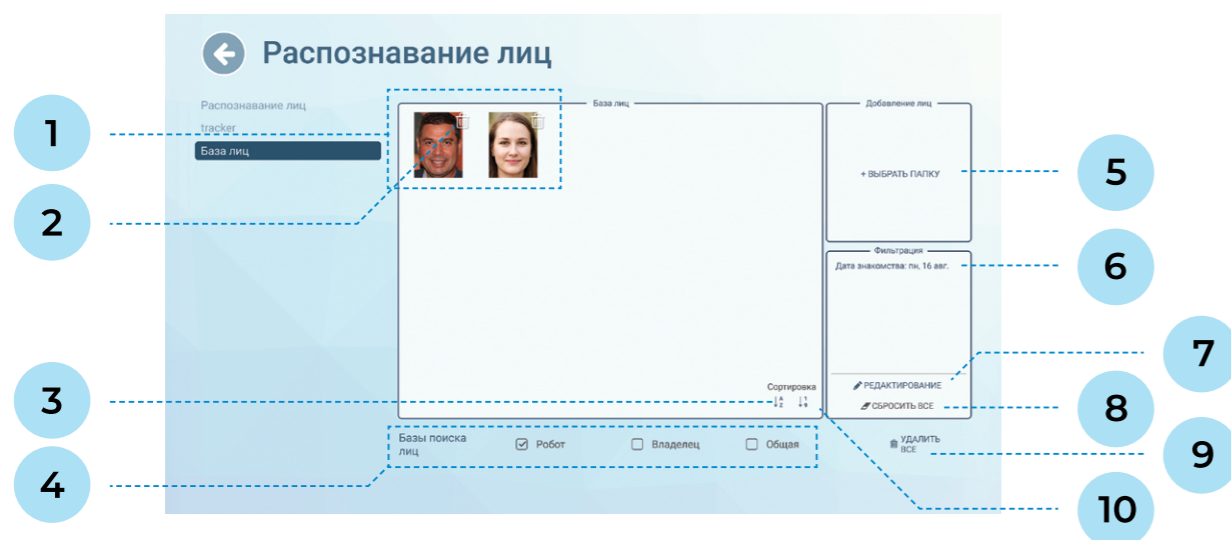 Распознавание лиц
Распознавание лиц
tracker
База лиц
База лиц
Добавление лиц
+ ВЫБРАТЬ ПАПКУ
Фильтрация
Дата знакомства: пн, 16 авг.
РЕДАКТИРОВАНИЕ
СБРОСИТЬ ВСЕ
Сортировка
A
Z
1
9
Базы поиска
лиц
Робот
Владелец
Общая
УДАЛИТЬ
ВСЕ
1
2
3
4
5
6
7
8
9
10